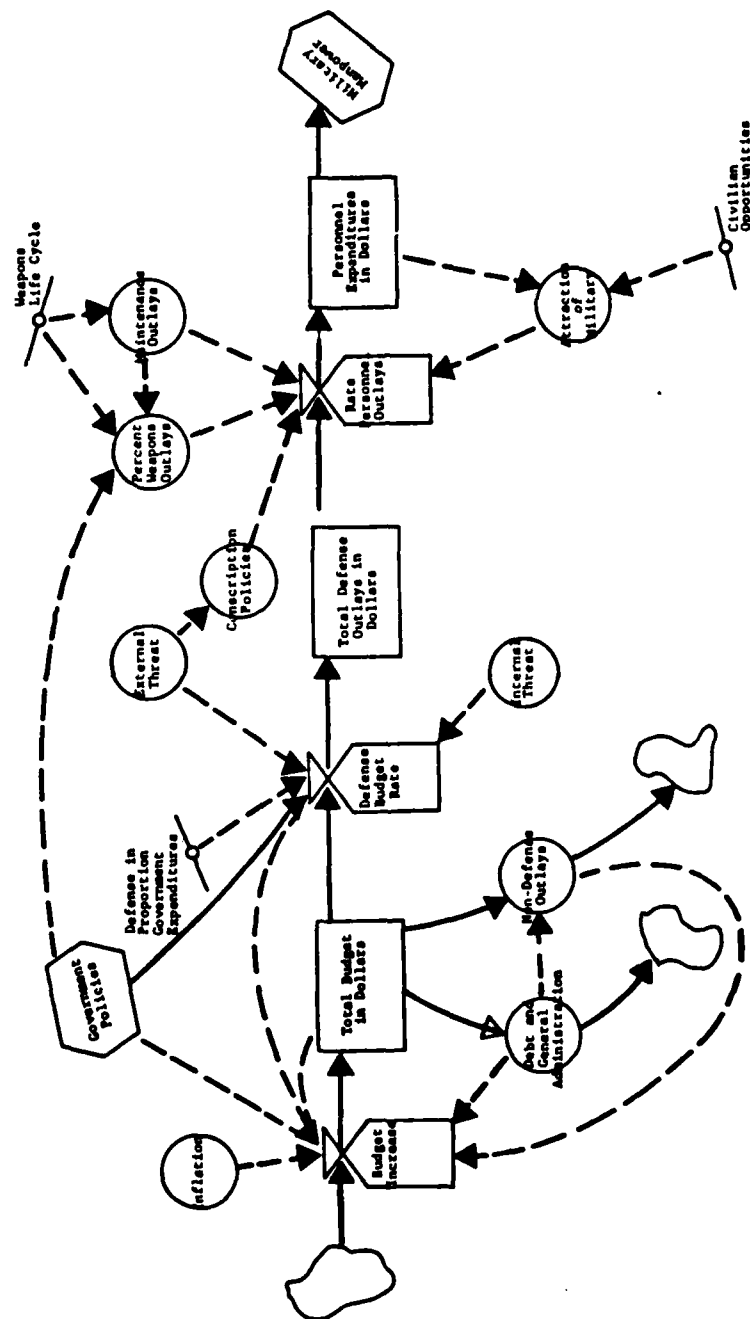 Military
Manpower
Weapons
Life Cycle
Maintenance
Outlays
Percent
Weapons
Outlays
Personnel
Expenditures
in Dollars
Civilian
Opportunities
Attraction
of
Military
Rate
Personnel
Outlays
Conscription
Policies
External
Threat
Total Defense
Outlays in
Dollars
Internal
Threat
Defense
Budget
Rate
Defense in
Proportion
Government
Expenditures
Government
Policies
Total Budget
in Dollars
Non-Defense
Outlays
Debt and
General
Administration
Inflation
Budget
Increase